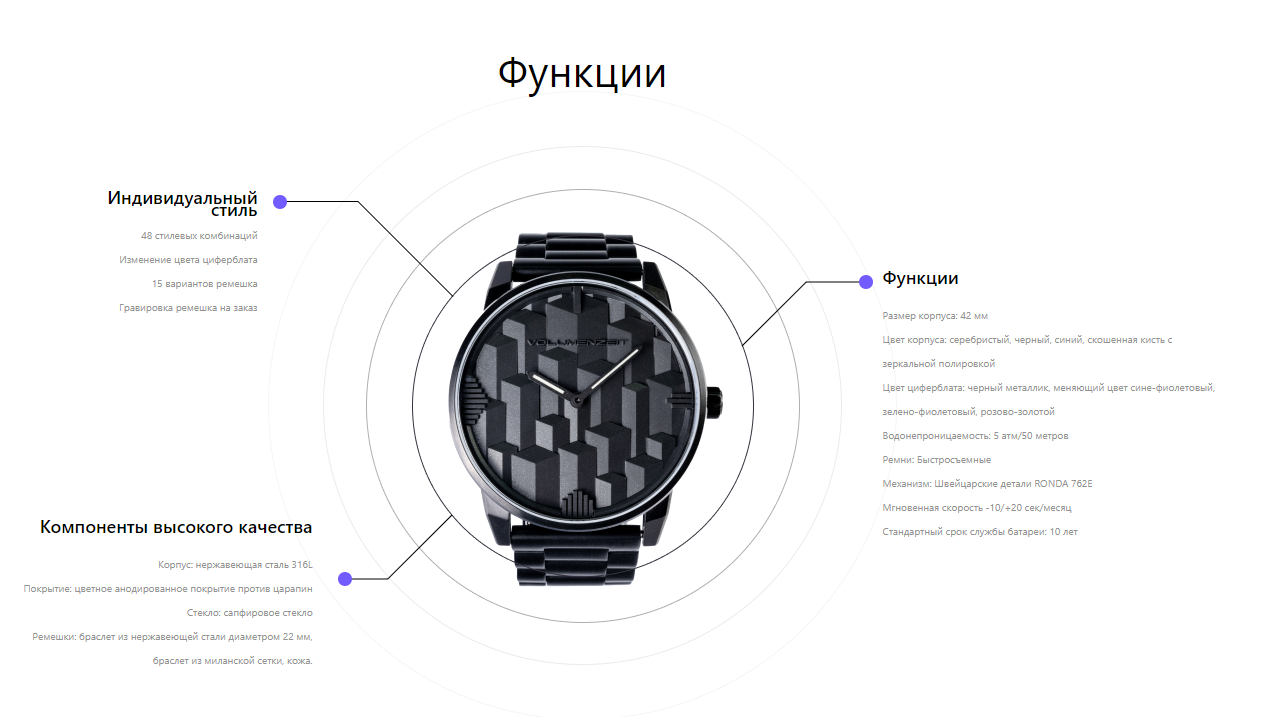 Функции
Индивидуальный
стиль
48 стилевых комбинаций
Изменение цвета циферблата
15 вариантов ремешка
Гравировка ремешка на заказ
VOLUMENZEIT
Функции
Размер корпуса: 42 мм
Цвет корпуса: серебристый, черный, синий, скошенная кисть с
зеркальной полировкой
Цвет циферблата: черный металлик, меняющий цвет сине-фиолетовый,
зелено-фиолетовый, розово-золотой
Водонепроницаемость: 5 атм/50 метров
Ремни: Быстросъемные
Механизм: Швейцарские детали RONDA 762E
Мгновенная скорость -10/+20 сек/месяц
Стандартный срок службы батареи: 10 лет
Компоненты высокого качества
Корпус: нержавеющая сталь 316L
Покрытие: цветное анодированное покрытие против царапин
Стекло: сапфировое стекло
Ремешки: браслет из нержавеющей стали диаметром 22 мм,
браслет из миланской сетки, кожа.